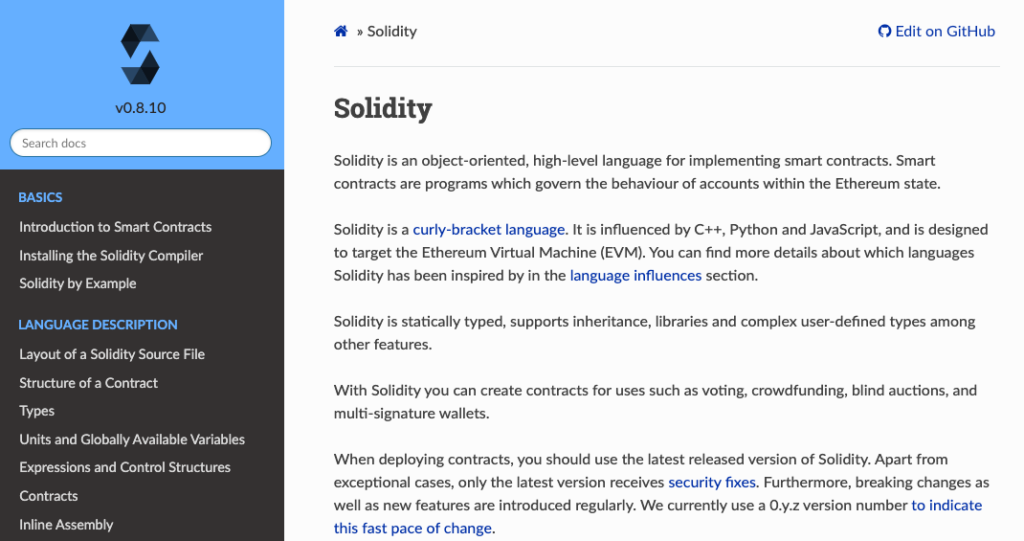 v0.8.10
Search docs
BASICS
Introduction to Smart Contracts
Installing the Solidity Compiler
Solidity by Example
LANGUAGE DESCRIPTION
Layout of a Solidity Source File
Structure of a Contract
Types
Units and Globally Available Variables
Expressions and Control Structures
Contracts
Inline Assembly
» Solidity
Edit on GitHub
Solidity
Solidity is an object-oriented, high-level language for implementing smart contracts. Smart
contracts are programs which govern the behaviour of accounts within the Ethereum state.
Solidity is a curly-bracket language. It is influenced by C++, Python and JavaScript, and is designed
to target the Ethereum Virtual Machine (EVM). You can find more details about which languages
Solidity has been inspired by in the language influences section.
Solidity is statically typed, supports inheritance, libraries and complex user-defined types among
other features.
With Solidity you can create contracts for uses such as voting, crowdfunding, blind auctions, and
multi-signature wallets.
When deploying contracts, you should use the latest released version of Solidity. Apart from
exceptional cases, only the latest version receives security fixes. Furthermore, breaking changes as
well as new features are introduced regularly. We currently use a 0.y.z version number to indicate
this fast pace of change.